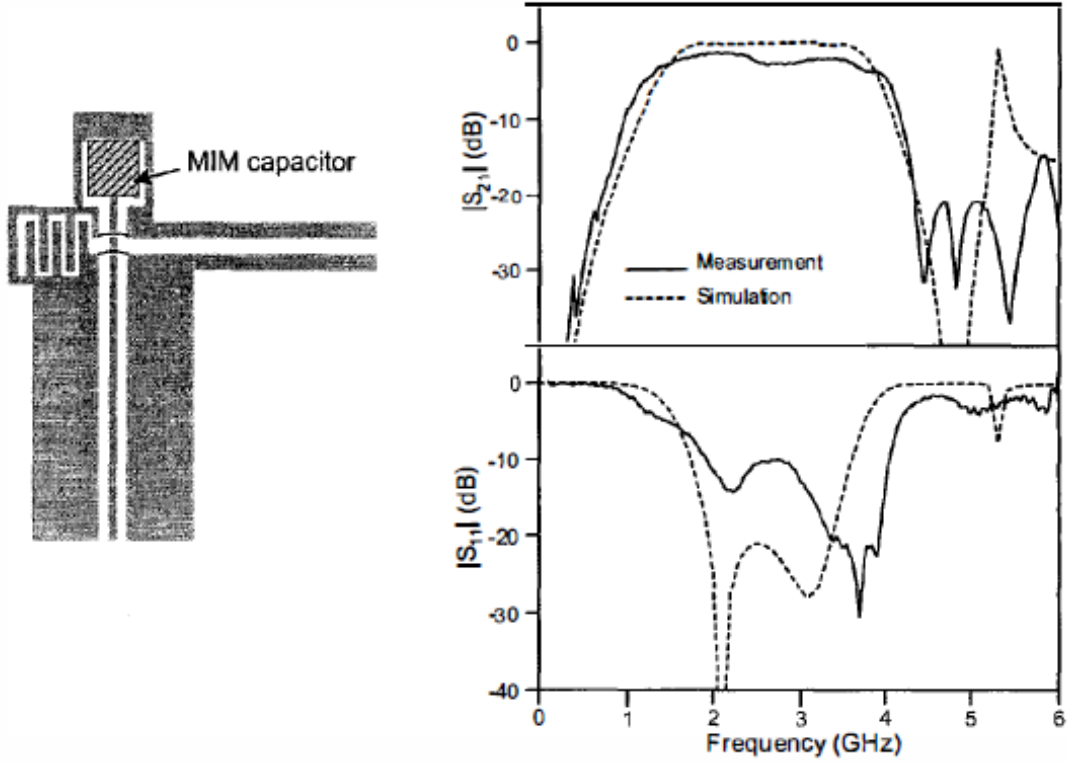 MIM capacitor
|S21| (dB)
0
-10
-20
-30
Measurement
Simulation
|S11| (dB)
0
-10
-20
-30
-40
0 1 2 3 4 5 6
Frequency (GHz)